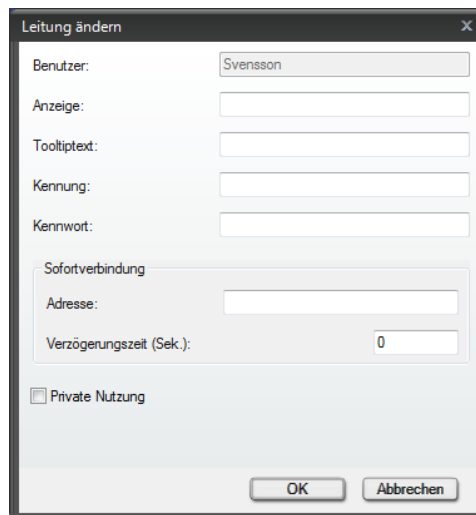 Leitung ändern
Benutzer: Svensson
Anzeige:
Tooltiptext:
Kennung:
Kennwort:
Sofortverbindung
Adresse:
Verzögerungszeit (Sek.): 0
Private Nutzung
OK Abbrechen